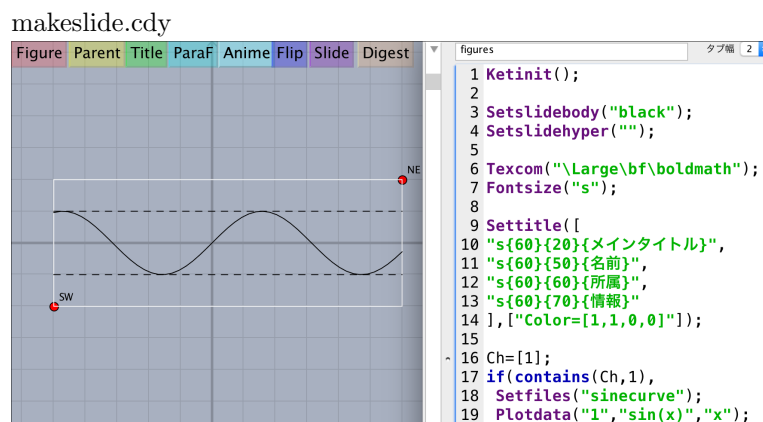 makeslide.cdy
Figure Parent Title ParaF Anime Flip Slide Digest
figures タブ幅 2
NE
SW
1 Ketinit();
2
3 Setslidebody("black");
4 Setslidehyper("");
5
6 Texcom("\Large\bf\boldmath");
7 Fontsize("s");
8
9 Settitle([
10 "s{60}{20}{メインタイトル}",
11 "s{60}{50}{名前}",
12 "s{60}{60}{所属}",
13 "s{60}{70}{情報}"
14 ],["Color=[1,1,0,0]"]);
15
16 Ch=[1];
17 if(contains(Ch,1),
18 Setfiles("sinecurve");
19 Plotdata("1","sin(x)","x");